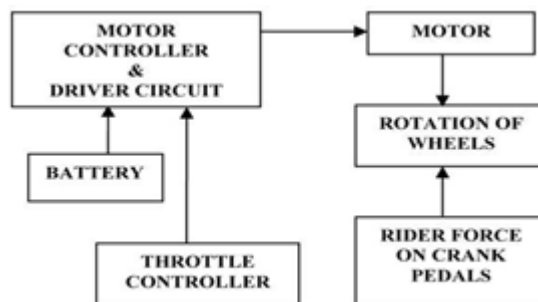 MOTOR
CONTROLLER
&
DRIVER CIRCUIT
MOTOR
BATTERY
ROTATION OF
WHEELS
THROTTLE
CONTROLLER
RIDER FORCE
ON CRANK
PEDALS